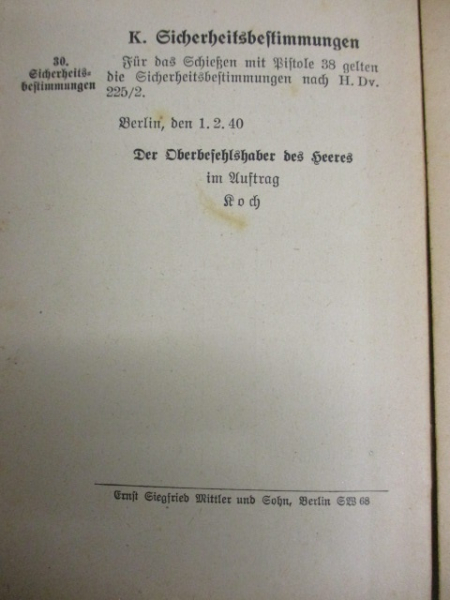 K. Sicherheitsbestimmungen
30.
Sicherheits-
bestimmungen
Für das Schießen mit Pistole 38 gelten
die Sicherheitsbestimmungen nach H. Dv.
225/2.
Berlin, den 1. 2. 40
Der Oberbefehlshaber des Heeres
im Auftrag
Koch
Ernst Siegfried Mittler und Sohn, Berlin SW 68